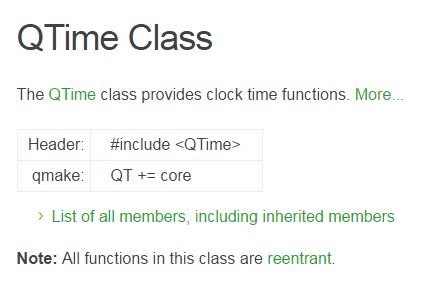 QTime Class
The QTime class provides clock time functions. More...
Header: #include <QTime>
qmake: QT += core
› List of all members, including inherited members
Note: All functions in this class are reentrant.